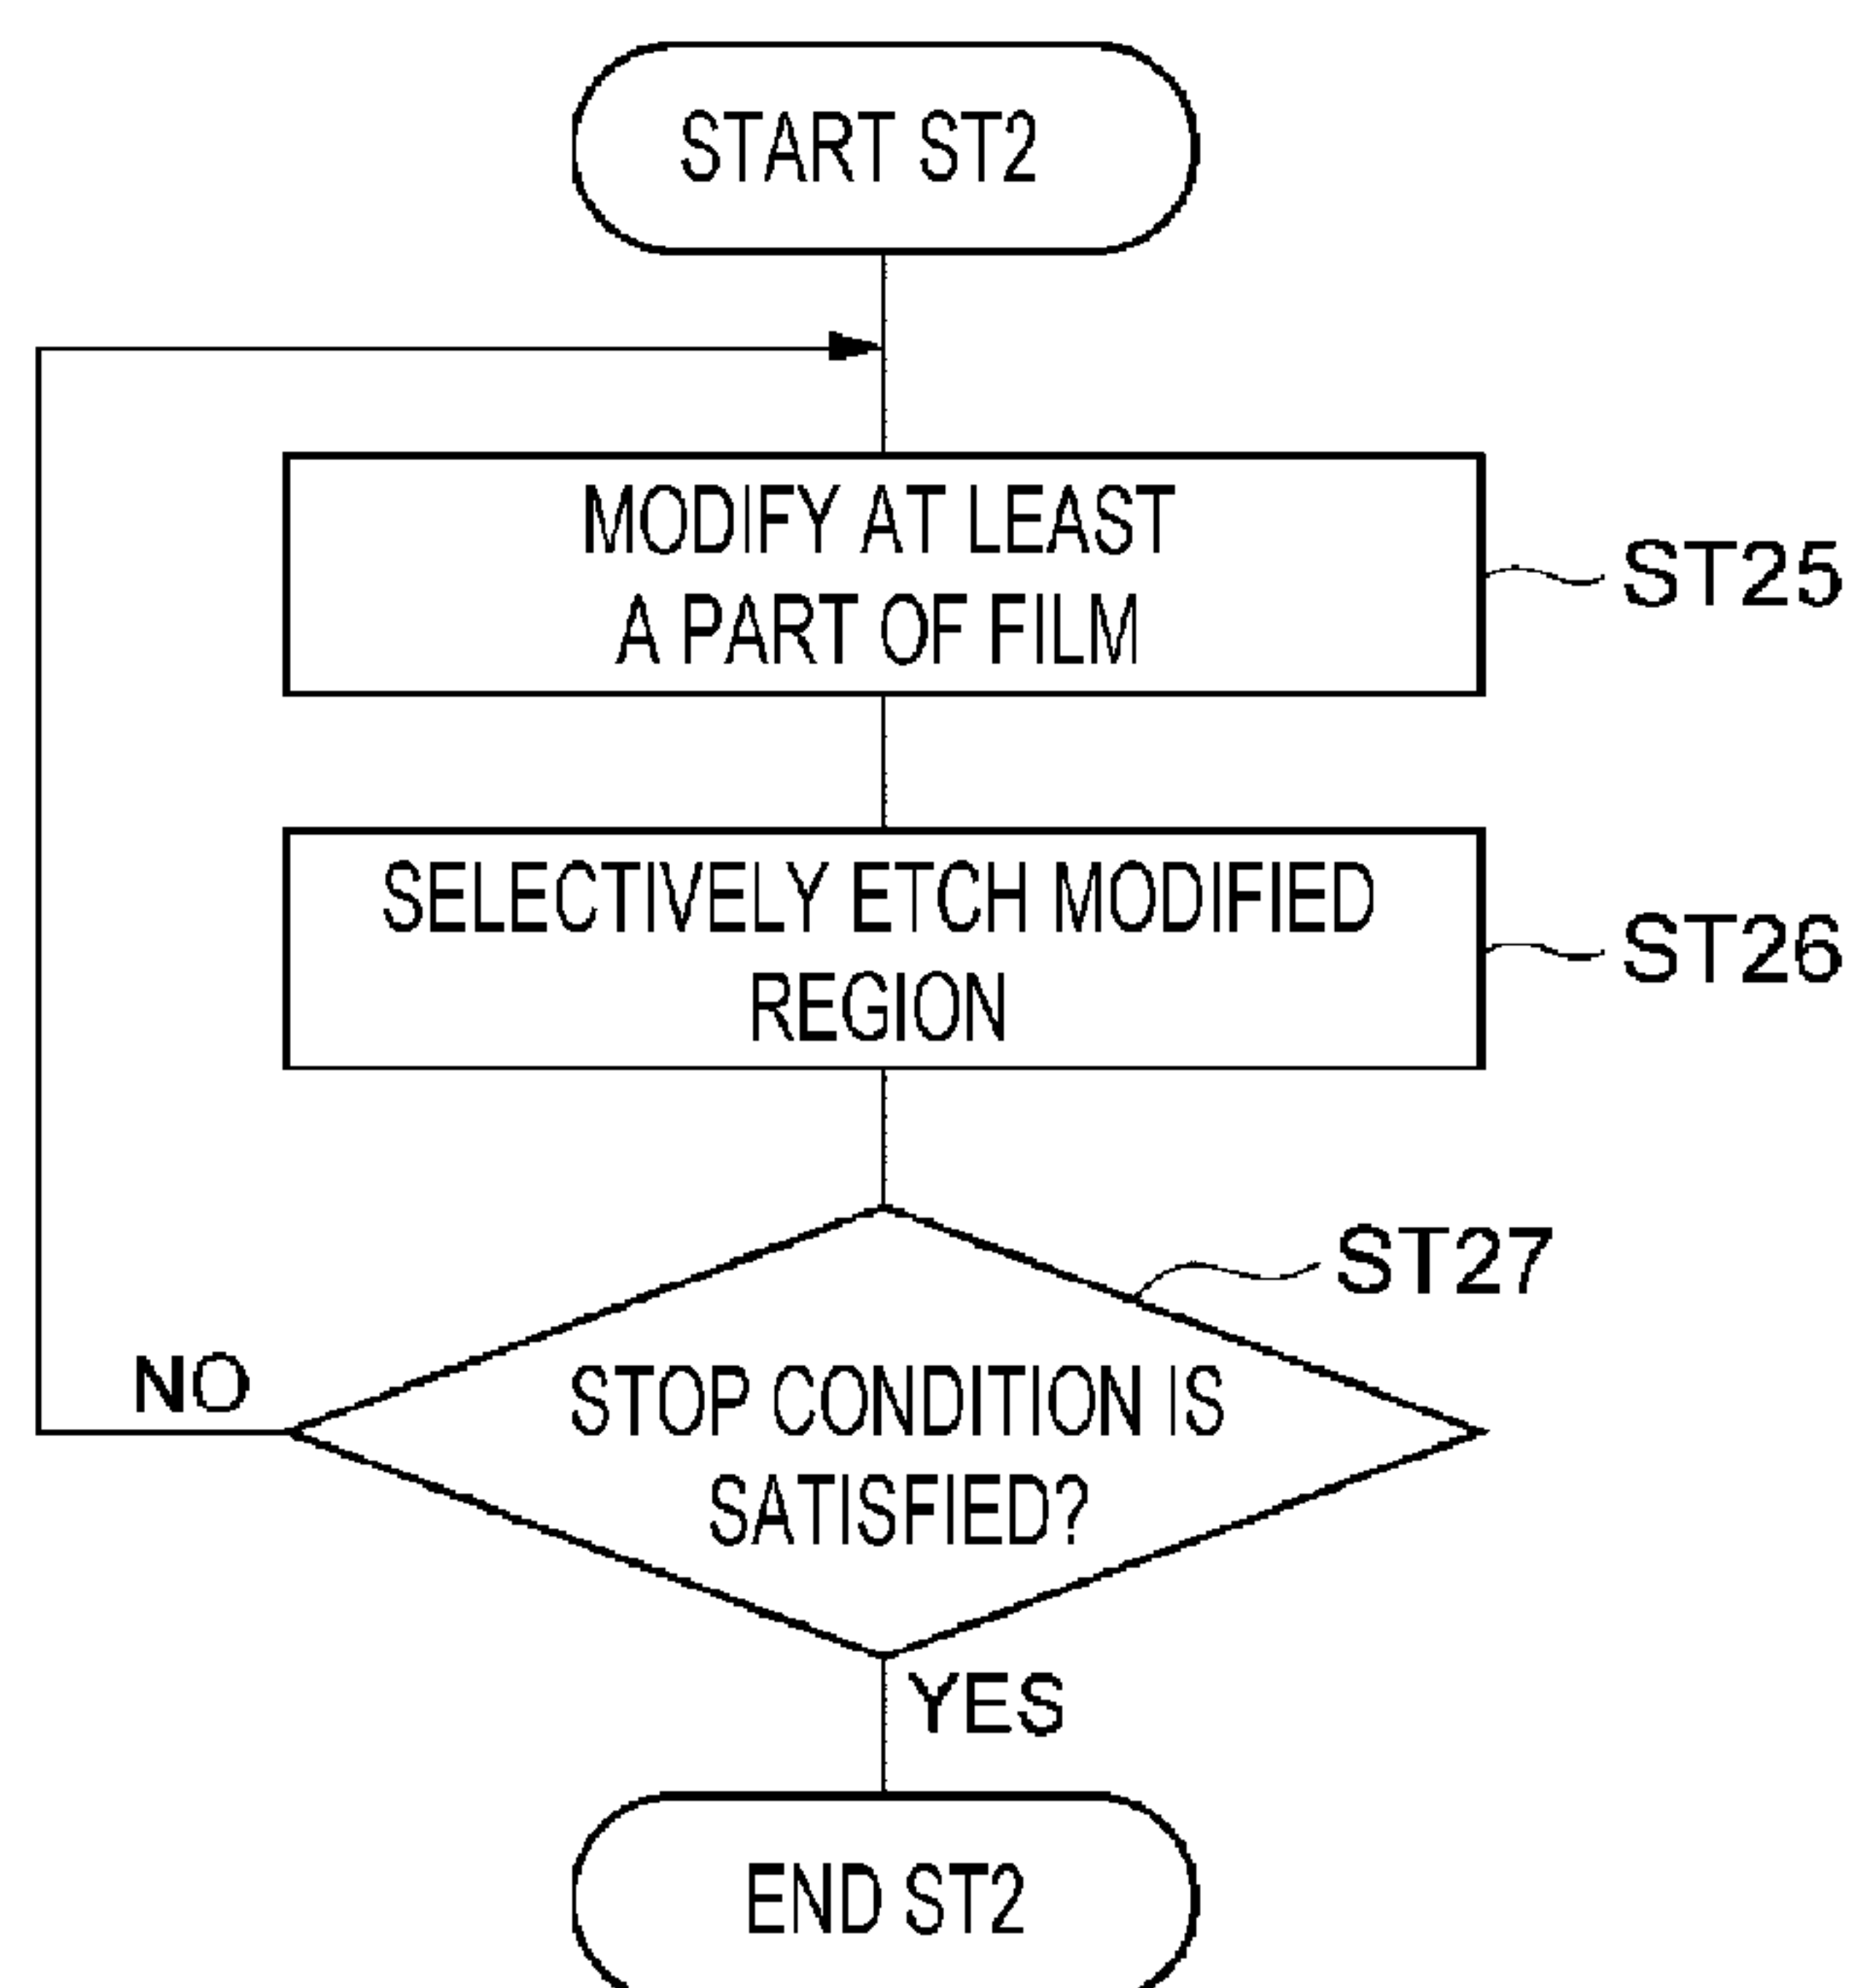 START ST2
MODIFY AT LEAST
A PART OF FILM
ST25
SELECTIVELY ETCH MODIFIED
REGION
ST26
ST27
NO
STOP CONDITION IS
SATISFIED?
YES
END ST2